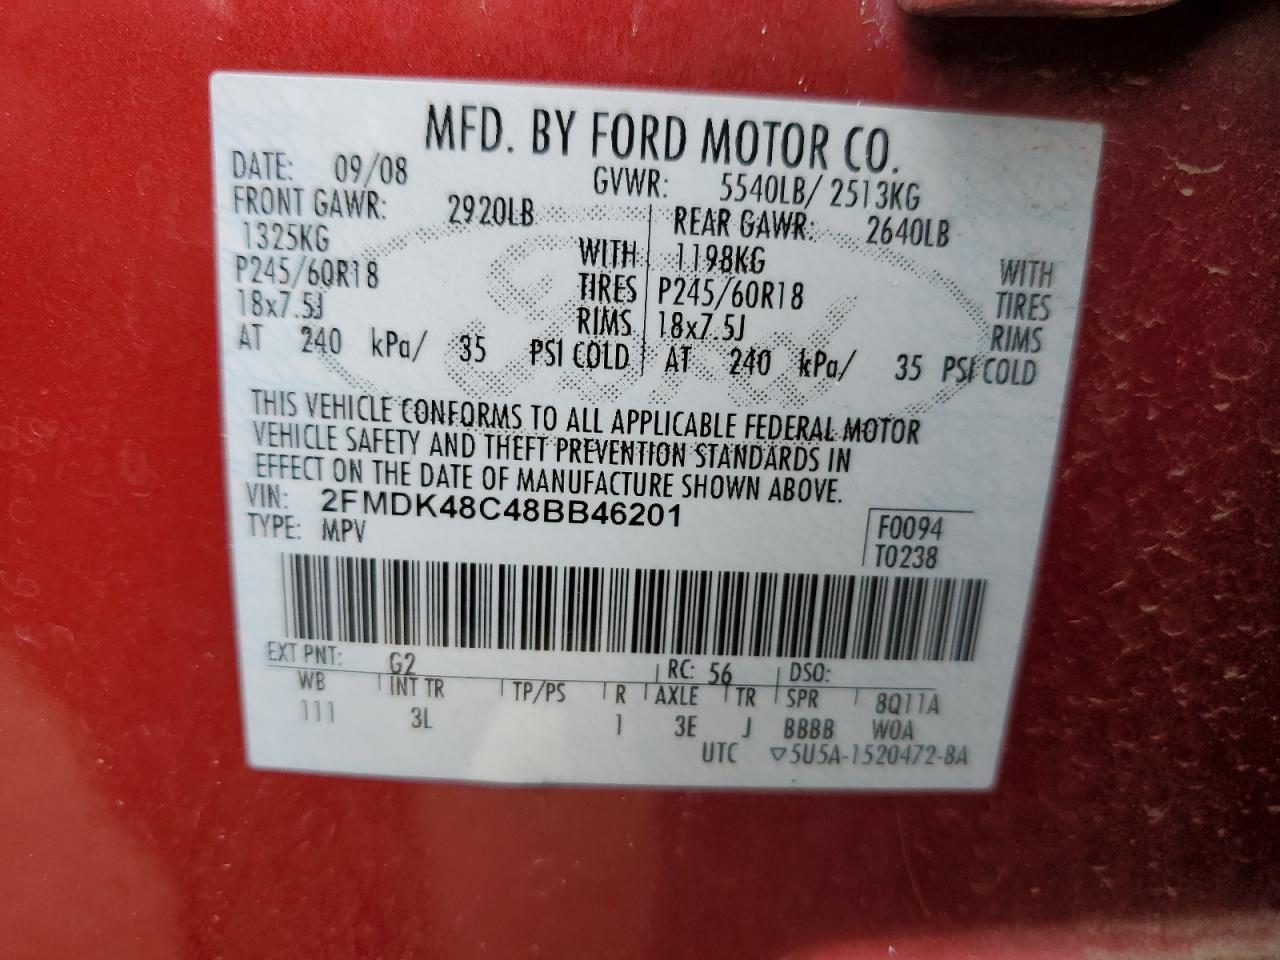 MFD. BY FORD MOTOR CO.
DATE: 09/08 GVWR: 5540LB/ 2513KG
FRONT GAWR: 2920LB REAR GAWR: 2640LB
1325KG WITH 1198KG WITH
P245/60R18 TIRES P245/60R18 TIRES
18x7.5J RIMS 18x7.5J RIMS
AT 240 kPa/ 35 PSI COLD AT 240 kPa/ 35 PSI COLD
THIS VEHICLE CONFORMS TO ALL APPLICABLE FEDERAL MOTOR
VEHICLE SAFETY AND THEFT PREVENTION STANDARDS IN
EFFECT ON THE DATE OF MANUFACTURE SHOWN ABOVE.
VIN: 2FMDK48C48BB46201
TYPE: MPV F0094
T0238
EXT PNT: G2 RC: 56 DSO:
WB INT TR TP/PS R AXLE TR SPR 8Q11A
111 3L 1 3E J BBBB W0A
UTC ▽5U5A-1520472-BA